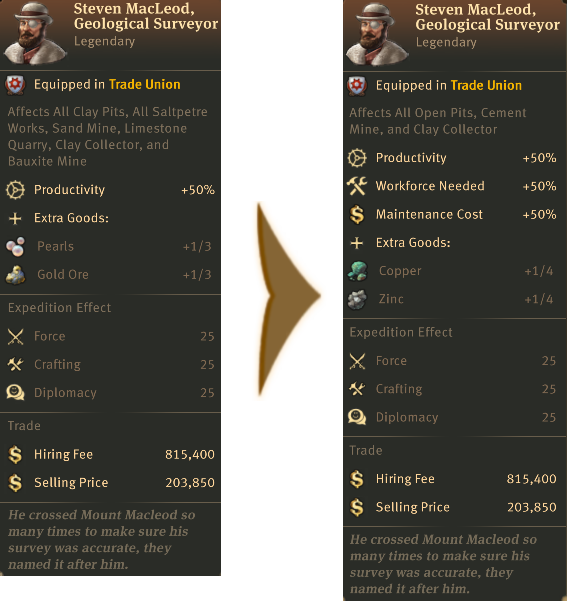 Steven MacLeod,
Geological Surveyor
Legendary
Equipped in Trade Union
Affects All Clay Pits, All Saltpetre
Works, Sand Mine, Limestone
Quarry, Clay Collector, and
Bauxite Mine
Productivity +50%
Extra Goods:
Pearls +1/3
Gold Ore +1/3
Expedition Effect
Force 25
Crafting 25
Diplomacy 25
Trade
Hiring Fee 815,400
Selling Price 203,850
He crossed Mount Macleod so
many times to make sure his
survey was accurate, they
named it after him.
Steven MacLeod,
Geological Surveyor
Legendary
Equipped in Trade Union
Affects All Open Pits, Cement
Mine, and Clay Collector
Productivity +50%
Workforce Needed +50%
Maintenance Cost +50%
Extra Goods:
Copper +1/4
Zinc +1/4
Expedition Effect
Force 25
Crafting 25
Diplomacy 25
Trade
Hiring Fee 815,400
Selling Price 203,850
He crossed Mount Macleod so
many times to make sure his
survey was accurate, they
named it after him.